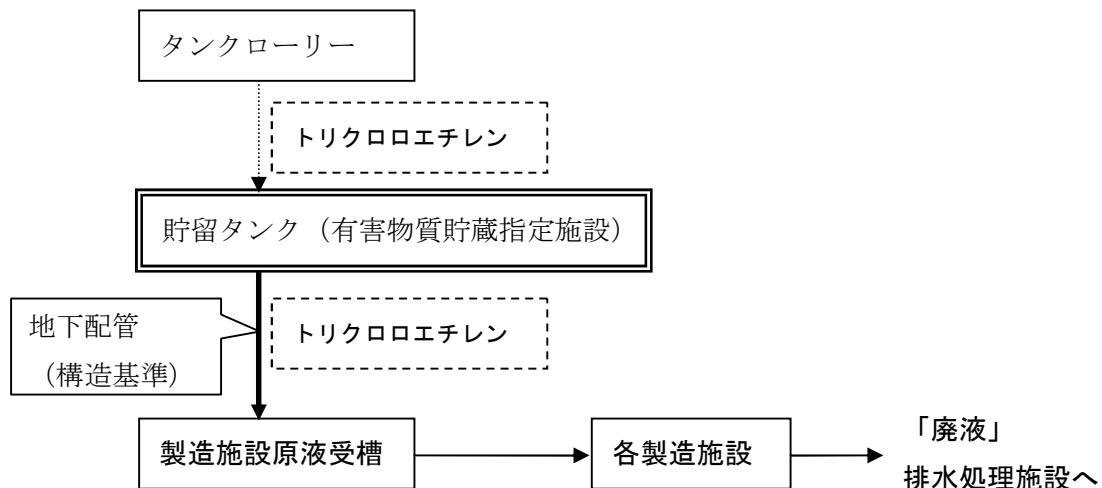 タンクローリー
トリクロロエチレン
貯留タンク（有害物質貯蔵指定施設）
地下配管
（構造基準）
トリクロロエチレン
製造施設原液受槽
各製造施設
「廃液」
排水処理施設へ